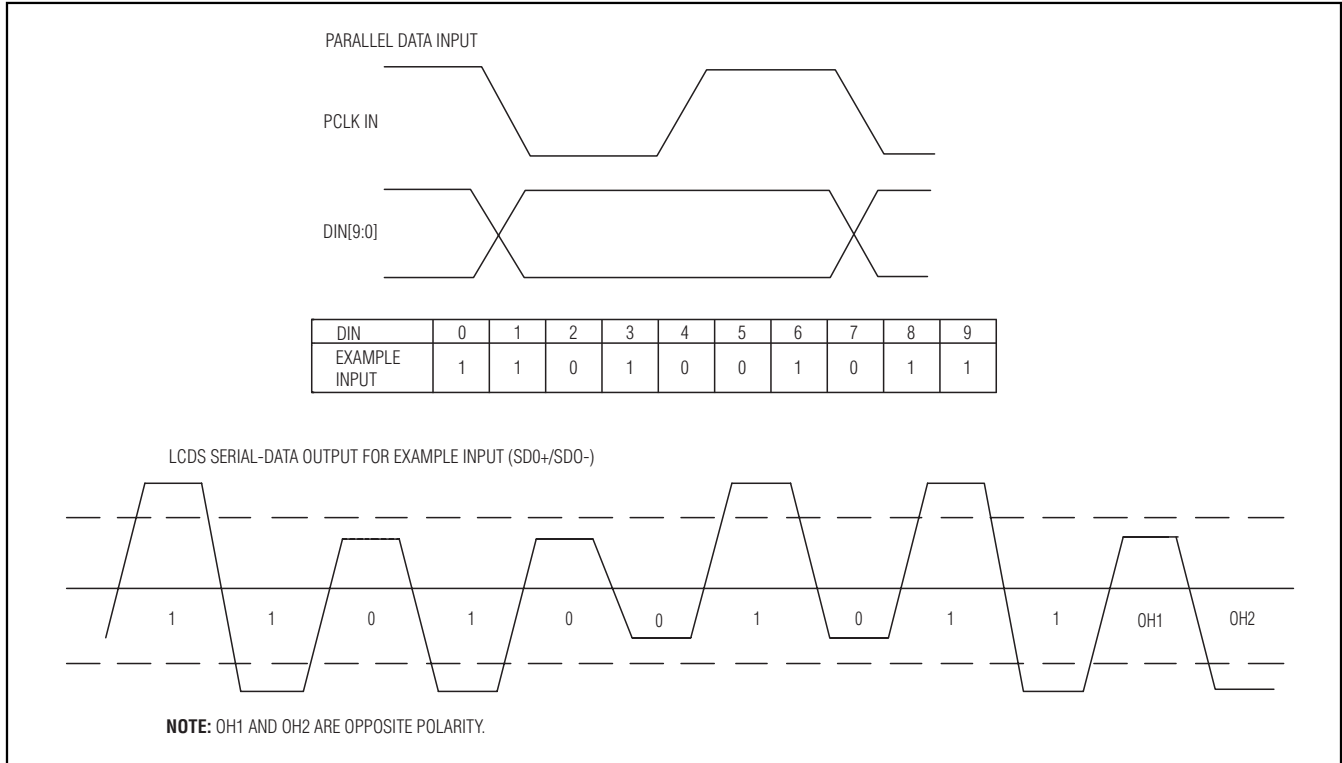 PARALLEL DATA INPUT
PCLK IN
DIN[9:0]
DIN 0 1 2 3 4 5 6 7 8 9
EXAMPLE INPUT 1 1 0 1 0 0 1 0 1 1
LCDS SERIAL-DATA OUTPUT FOR EXAMPLE INPUT (SD0+/SDO-)
1 1 0 1 0 0 1 0 1 1 OH1 OH2
NOTE: OH1 AND OH2 ARE OPPOSITE POLARITY.